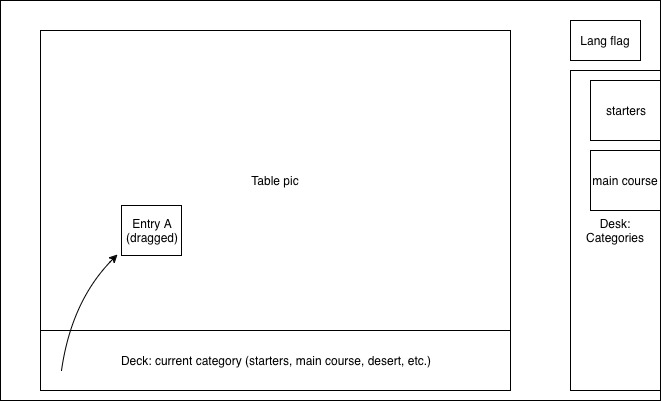 Lang flag
starters
Table pic
main course
Entry A
(dragged)
Desk:
Categories
Deck: current category (starters, main course, desert, etc.)